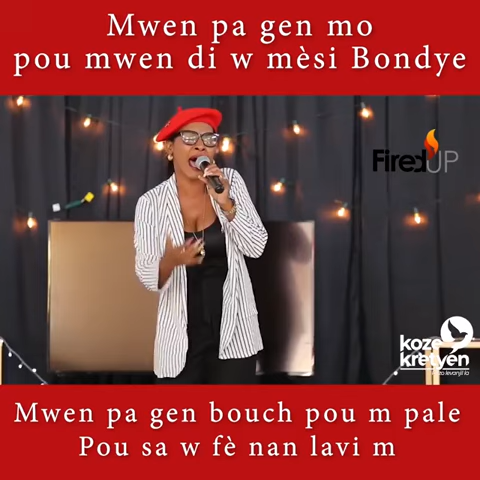 Mwen pa gen mo
pou mwen di w mèsi Bondye
FiredUP
koze
kretyen
Mwen pa gen bouch pou m pale
Pou sa w fè nan lavi m